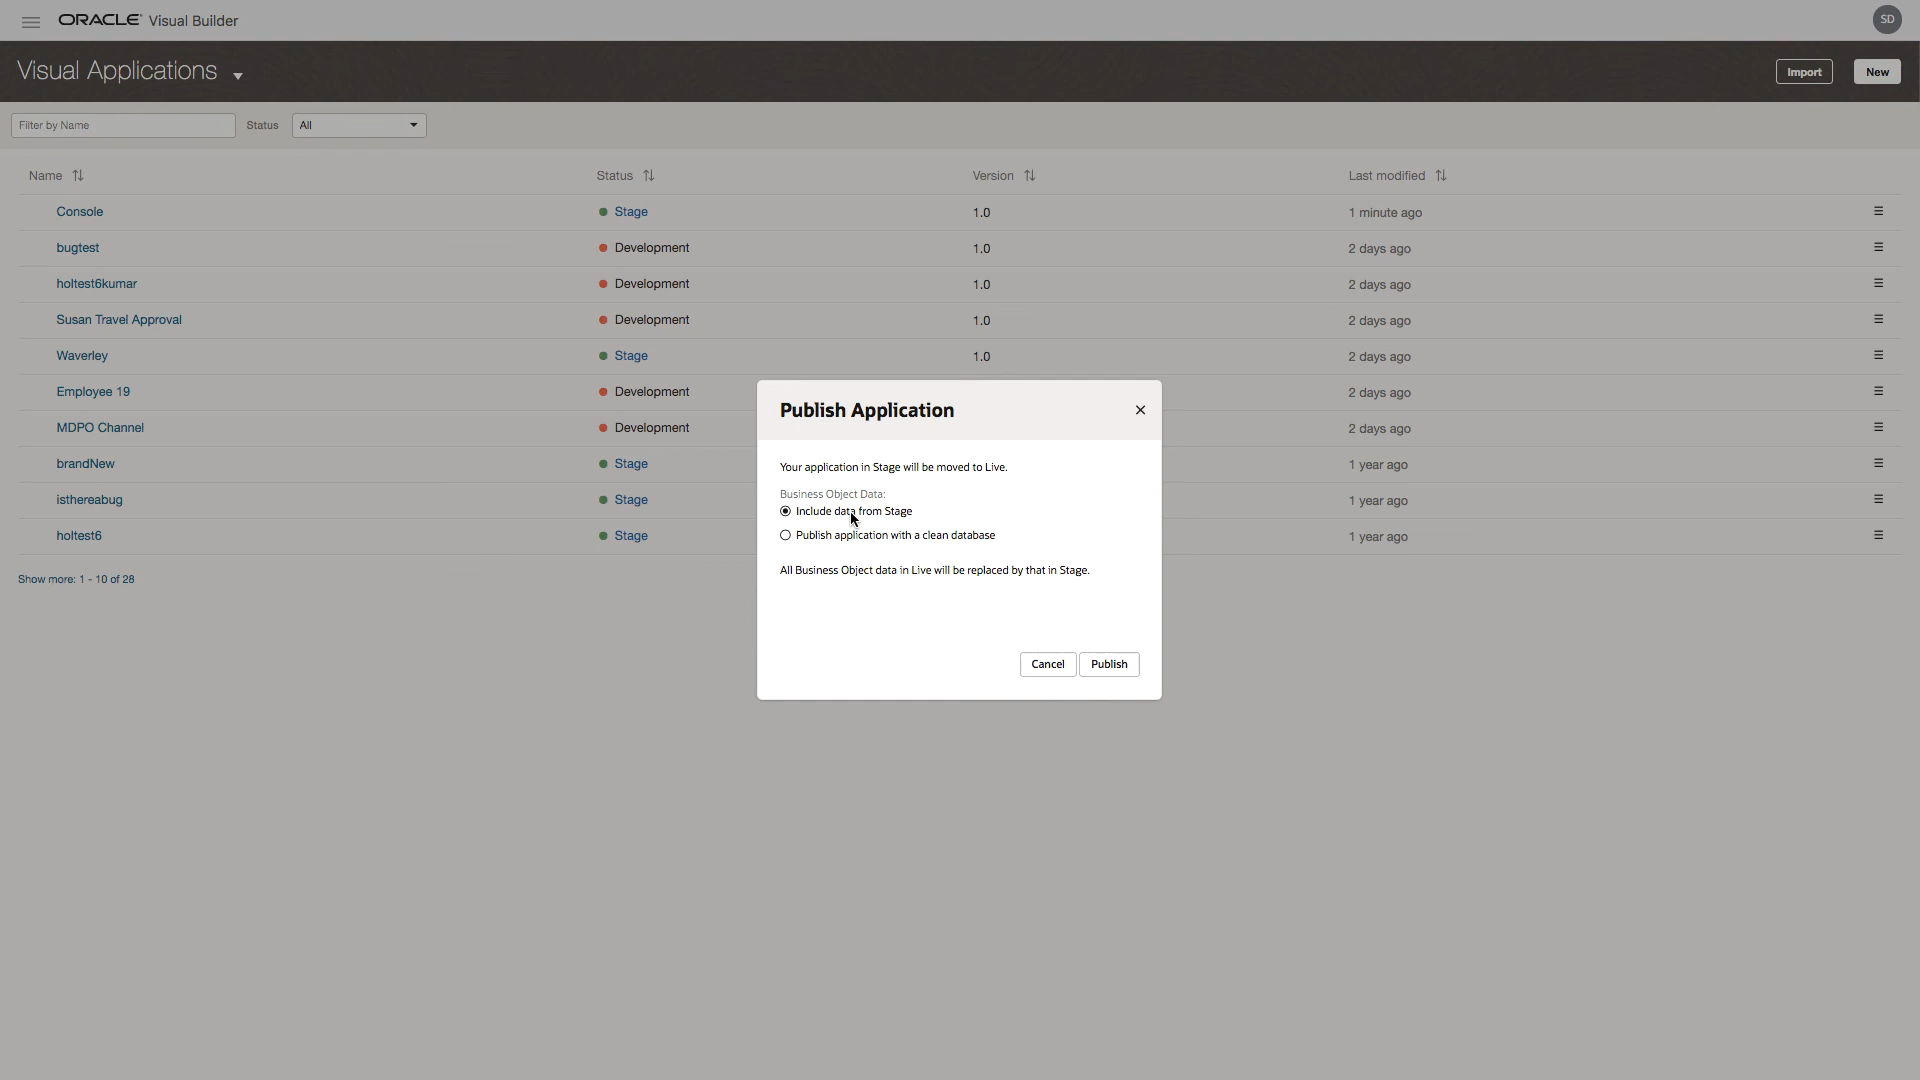 ORACLE Visual Builder
SD
Visual Applications
Import
New
Filter by Name
Status
All
Name
Status
Version
Last modified
Console
Stage
1.0
1 minute ago
bugtest
Development
1.0
2 days ago
holtest6kumar
Development
1.0
2 days ago
Susan Travel Approval
Development
1.0
2 days ago
Waverley
Stage
1.0
2 days ago
Employee 19
Development
2 days ago
MDPO Channel
Development
2 days ago
brandNew
Stage
1 year ago
isthereabug
Stage
1 year ago
holtest6
Stage
1 year ago
Show more: 1 - 10 of 28
Publish Application
Your application in Stage will be moved to Live.
Business Object Data:
Include data from Stage
Publish application with a clean database
All Business Object data in Live will be replaced by that in Stage.
Cancel
Publish